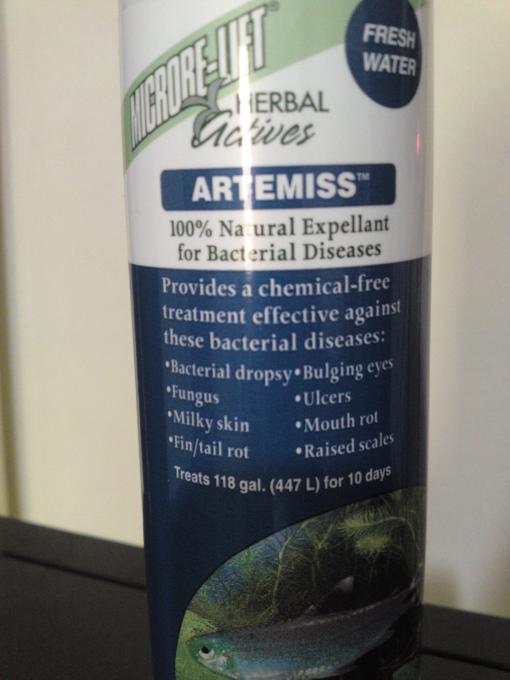 FRESH
WATER
MICROBE-LIFT®
HERBAL
Actives
ARTEMISS™
100% Natural Expellant
for Bacterial Diseases
Provides a chemical-free
treatment effective against
these bacterial diseases:
•Bacterial dropsy •Bulging eyes
•Fungus •Ulcers
•Milky skin •Mouth rot
•Fin/tail rot •Raised scales
Treats 118 gal. (447 L) for 10 days